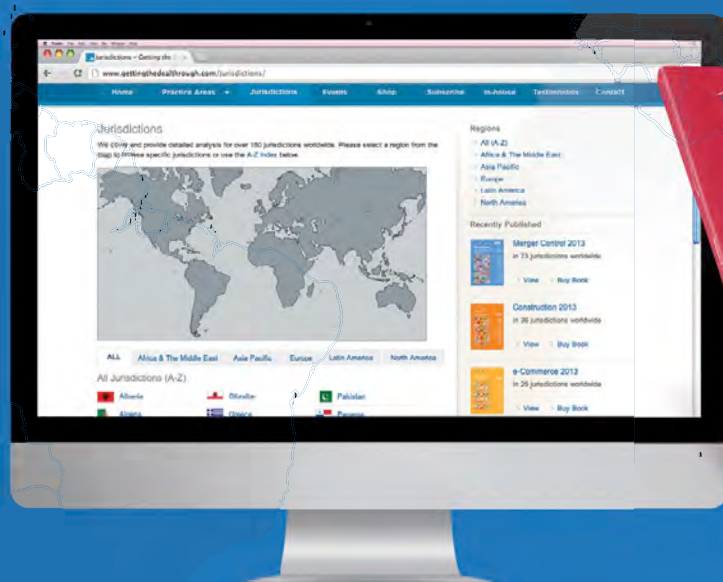 Jurisdictions – Getting the
www.gettingthedealthrough.com/jurisdictions/
Home Practice Areas Jurisdictions Events Shop Subscribe In-house Testimonials Contact
Jurisdictions
We cover and provide detailed analysis for over 150 jurisdictions worldwide. Please select a region from the
map to browse specific jurisdictions or use the A-Z Index below.
ALL Africa & The Middle East Asia Pacific Europe Latin America North America
All Jurisdictions (A-Z)
Albania Gibraltar Pakistan
Algeria Greece Panama
Regions
All (A-Z)
Africa & The Middle East
Asia Pacific
Europe
Latin America
North America
Recently Published
Merger Control 2013
in 73 jurisdictions worldwide
View Buy Book
Construction 2013
in 36 jurisdictions worldwide
View Buy Book
e-Commerce 2013
in 25 jurisdictions worldwide
View Buy Book